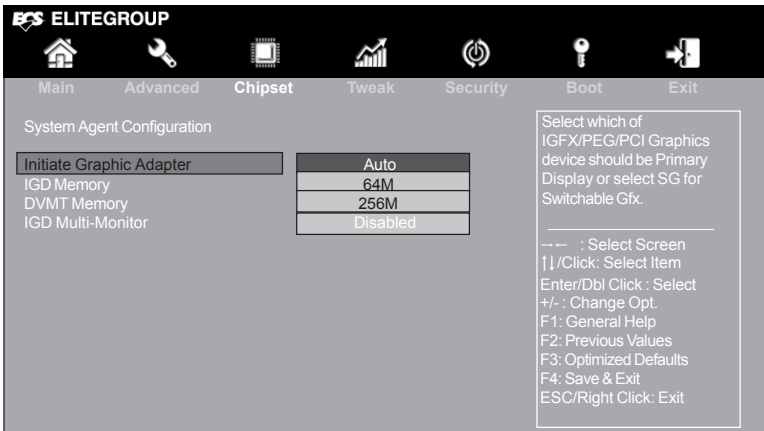 ECS ELITEGROUP
Main Advanced Chipset Tweak Security Boot Exit
System Agent Configuration
Initiate Graphic Adapter Auto
IGD Memory 64M
DVMT Memory 256M
IGD Multi-Monitor Disabled
Select which of
IGFX/PEG/PCI Graphics
device should be Primary
Display or select SG for
Switchable Gfx.
→← : Select Screen
↑↓/Click: Select Item
Enter/Dbl Click : Select
+/- : Change Opt.
F1: General Help
F2: Previous Values
F3: Optimized Defaults
F4: Save & Exit
ESC/Right Click: Exit